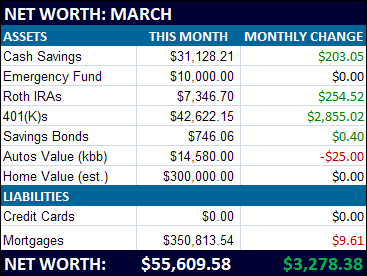 NET WORTH: MARCH
ASSETS THIS MONTH MONTHLY CHANGE
Cash Savings $31,128.21 $203.05
Emergency Fund $10,000.00 $0.00
Roth IRAs $7,346.70 $254.52
401(K)s $42,622.15 $2,855.02
Savings Bonds $746.06 $0.40
Autos Value (kbb) $14,580.00 -$25.00
Home Value (est.) $300,000.00 $0.00
LIABILITIES
Credit Cards $0.00 $0.00
Mortgages $350,813.54 $9.61
NET WORTH: $55,609.58 $3,278.38